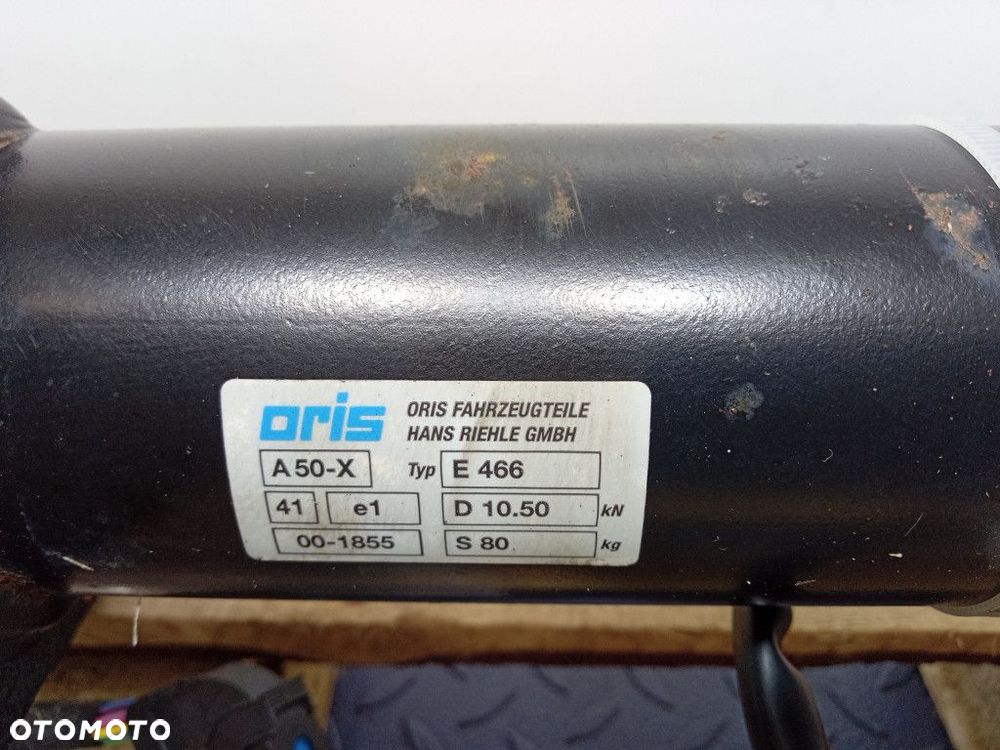 oris ORIS FAHRZEUGTEILE
HANS RIEHLE GMBH
A 50-X Typ E 466
41 e1 D 10.50 kN
00-1855 S 80 kg
OTOMOTO